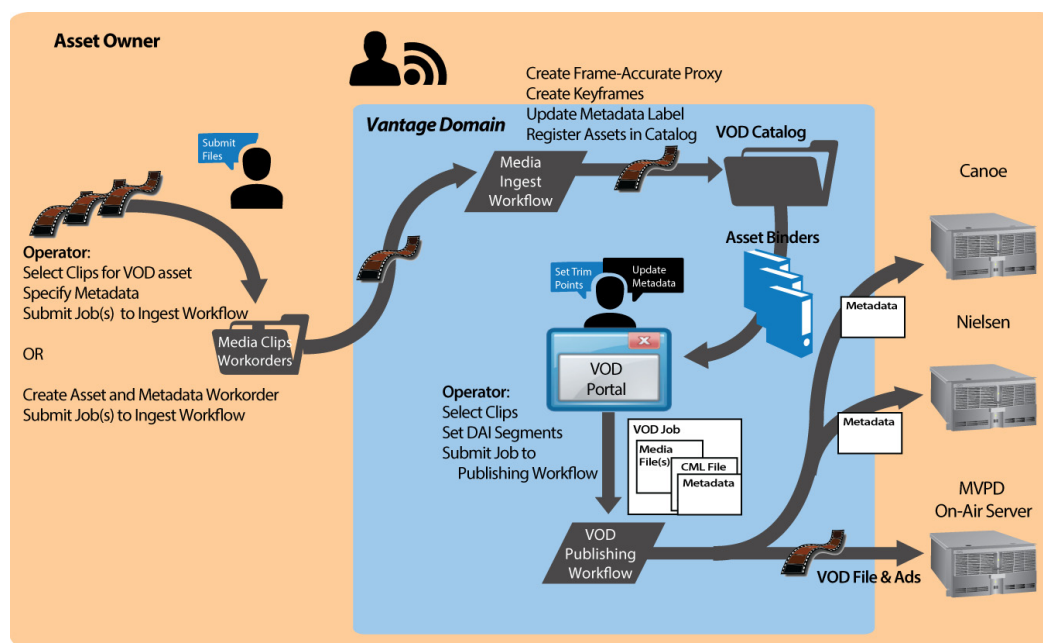 Asset Owner
Submit
Files
Operator:
Select Clips for VOD asset
Specify Metadata
Submit Job(s) to Ingest Workflow
OR
Create Asset and Metadata Workorder
Submit Job(s) to Ingest Workflow
Media Clips
Workorders
Vantage Domain
Create Frame-Accurate Proxy
Create Keyframes
Update Metadata Label
Register Assets in Catalog
Media
Ingest
Workflow
VOD Catalog
Asset Binders
Set Trim
Points
Update
Metadata
VOD
Portal
Operator:
Select Clips
Set DAI Segments
Submit Job to
Publishing Workflow
VOD Job
Media
File(s)
CML File
Metadata
VOD
Publishing
Workflow
VOD File & Ads
Canoe
Metadata
Nielsen
Metadata
MVPD
On-Air Server